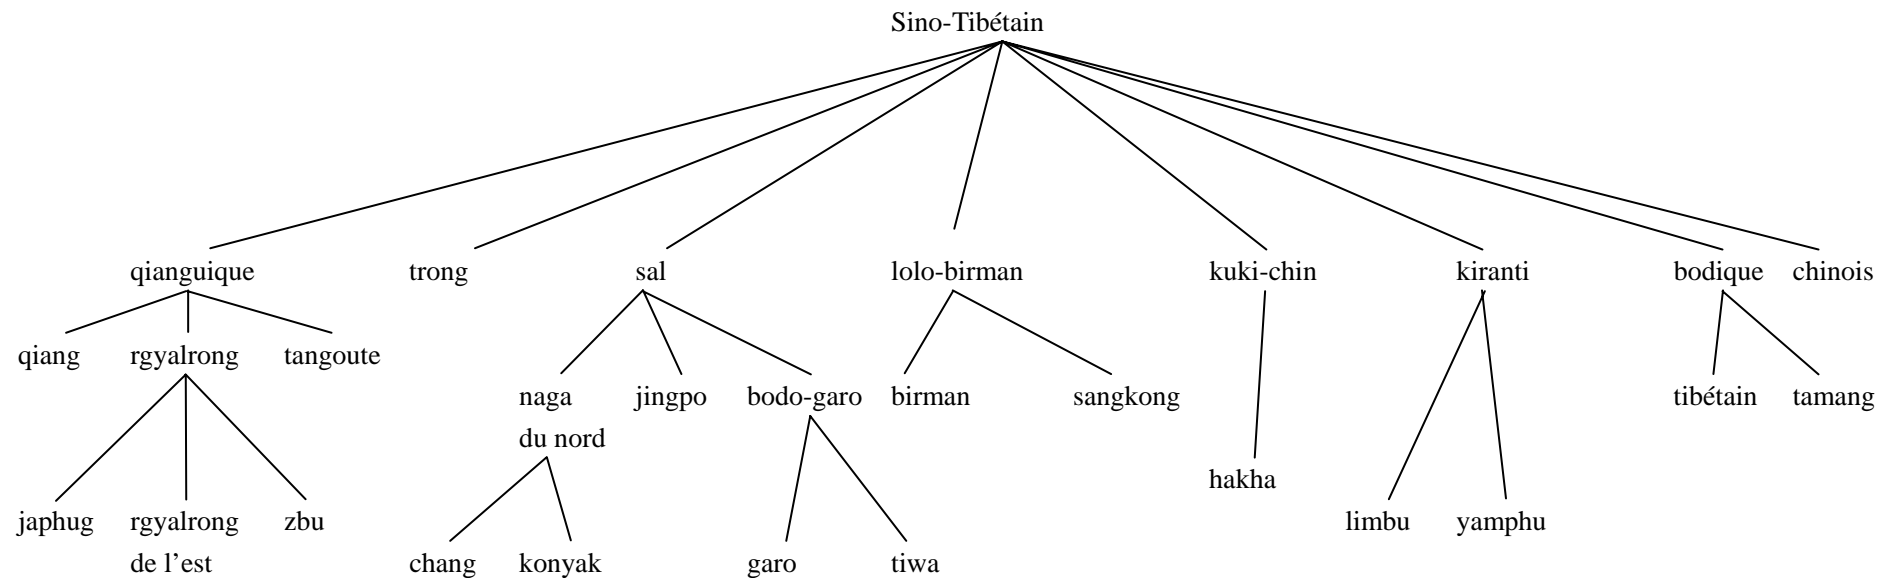 Sino-Tibétain
qianguique trong sal lolo-birman kuki-chin kiranti bodique chinois
qiang rgyalrong tangoute
naga jingpo bodo-garo birman sangkong tibétain tamang
du nord
hakha
japhug rgyalrong zbu limbu yamphu
de l’est chang konyak garo tiwa